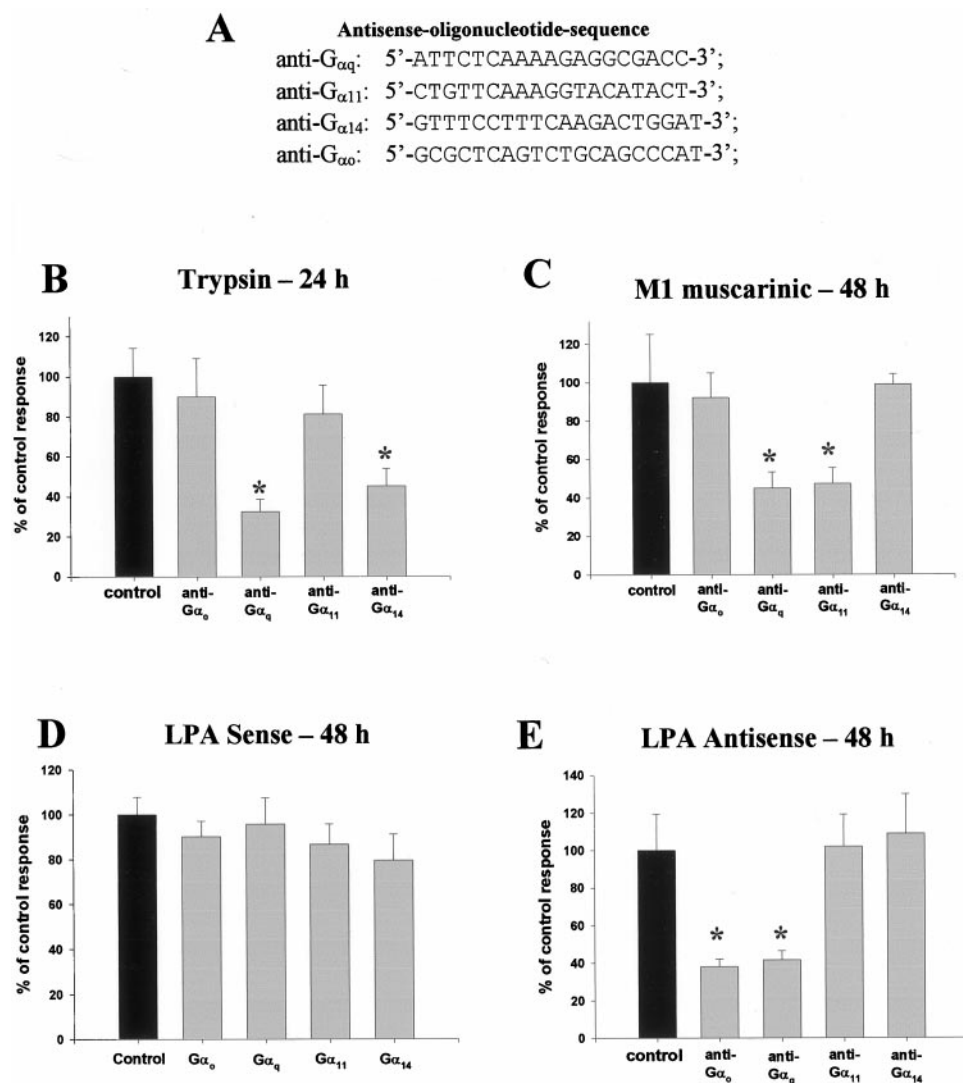 A
Antisense-oligonucleotide-sequence
anti-Gαq: 5'-ATTCTCAAAAGAGGCGACC-3';
anti-Gα11: 5'-CTGTTCAAAGGTACATACT-3';
anti-Gα14: 5'-GTTTCCTTTCAAGACTGGAT-3';
anti-Gαo: 5'-GCGCTCAGTCTGCAGCCCAT-3';
B
Trypsin – 24 h
% of control response
120
100
80
60
40
20
0
* *
control anti-Gαo anti-Gαq anti-Gα11 anti-Gα14
C
M1 muscarinic – 48 h
% of control response
120
100
80
60
40
20
0
* *
control anti-Gαo anti-Gαq anti-Gα11 anti-Gα14
D
LPA Sense – 48 h
% of control response
120
100
80
60
40
20
0
Control Gαo Gαq Gα11 Gα14
E
LPA Antisense – 48 h
% of control response
140
120
100
80
60
40
20
0
* *
control anti-Gαo anti-Gαq anti-Gα11 anti-Gα14